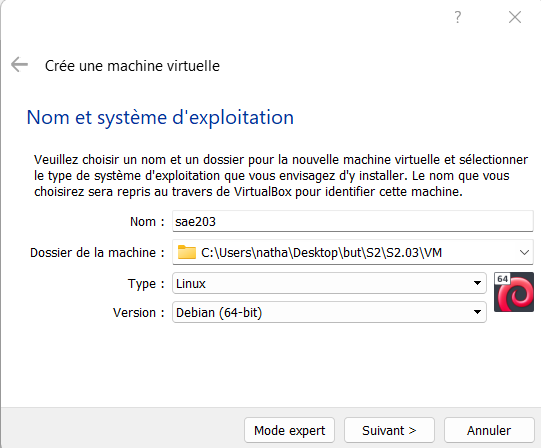 ?
Crée une machine virtuelle
Nom et système d'exploitation
Veuillez choisir un nom et un dossier pour la nouvelle machine virtuelle et sélectionner
le type de système d'exploitation que vous envisagez d'y installer. Le nom que vous
choisirez sera repris au travers de VirtualBox pour identifier cette machine.
Nom : sae203
Dossier de la machine : C:\Users\natha\Desktop\but\S2\S2.03\VM
Type : Linux
64
Version : Debian (64-bit)
Mode expert Suivant > Annuler